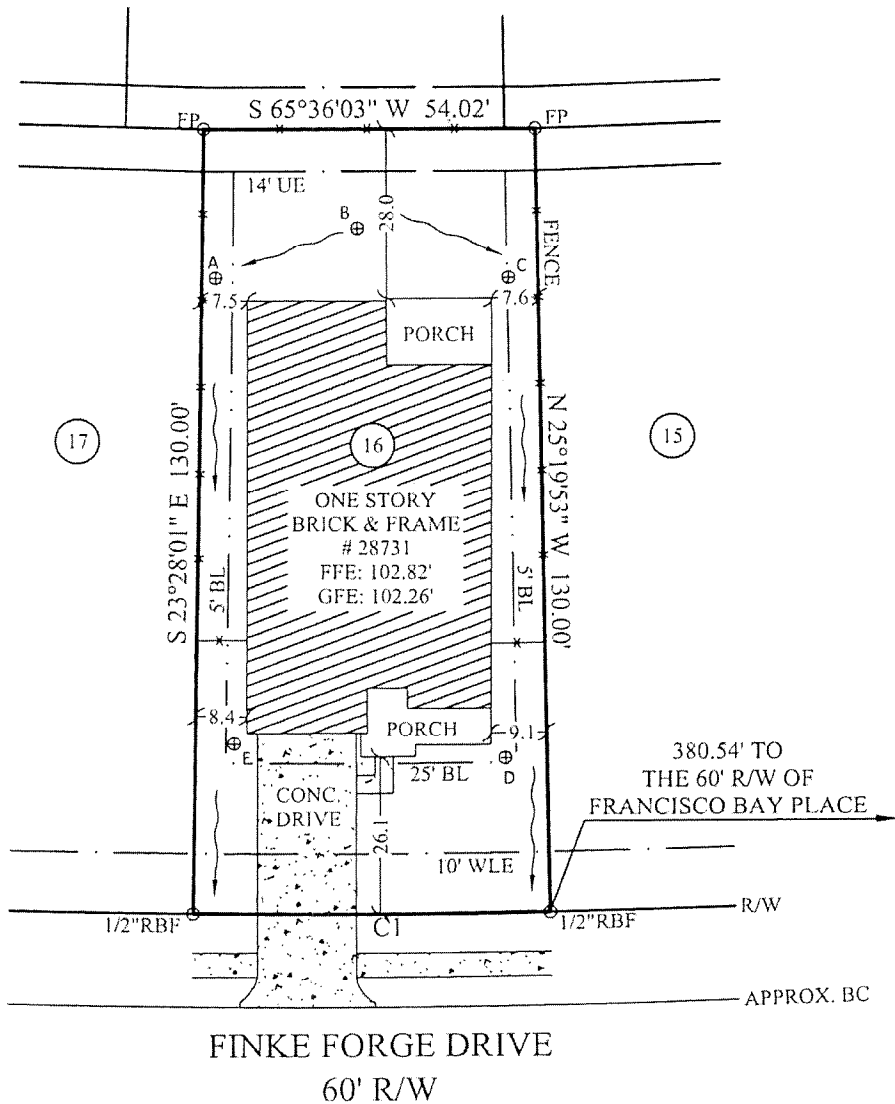 S 65°36'03" W 54.02'
FP
FP
14' UE
B
28.0
A
C
FENCE
7.5
7.6
PORCH
17
16
15
S 23°28'01" E 130.00'
N 25°19'53" W 130.00'
ONE STORY
BRICK & FRAME
# 28731
FFE: 102.82'
GFE: 102.26'
5' BL
5' BL
8.4
PORCH
9.1
E
25' BL
D
CONC.
DRIVE
26.1
380.54' TO
THE 60' R/W OF
FRANCISCO BAY PLACE
10' WLE
1/2"RBF
C1
1/2"RBF
R/W
APPROX. BC
FINKE FORGE DRIVE
60' R/W